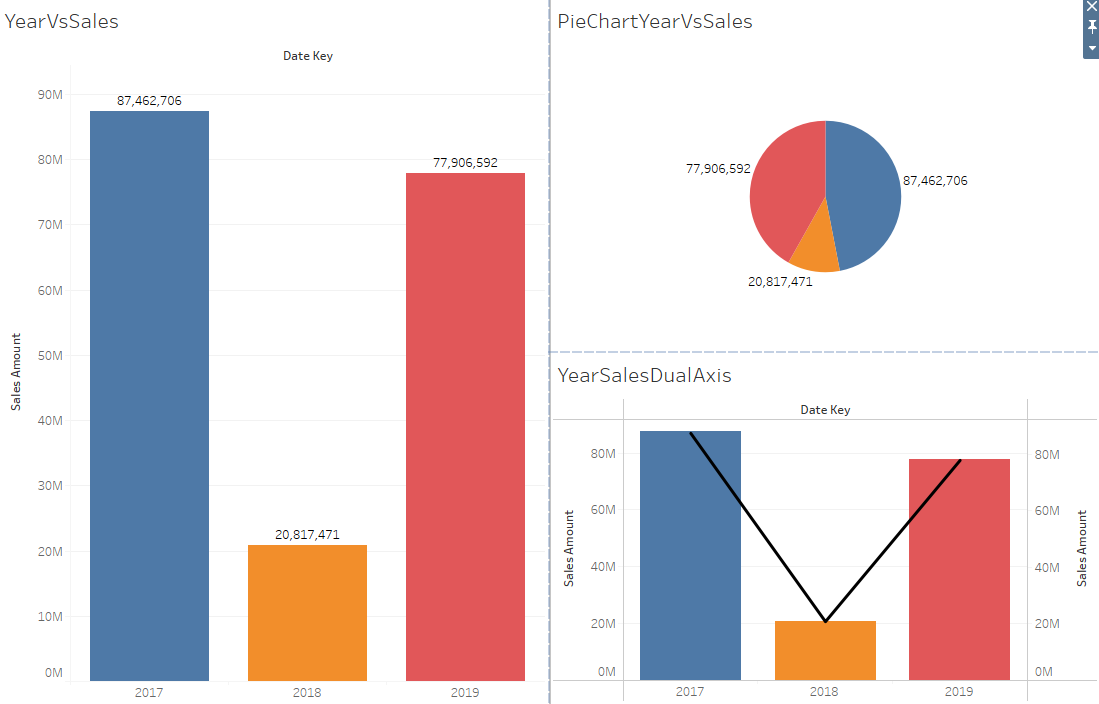 YearVsSales
Date Key
90M
80M
70M
60M
50M
40M
30M
20M
10M
0M
Sales Amount
87,462,706
20,817,471
77,906,592
2017
2018
2019
PieChartYearVsSales
77,906,592
87,462,706
20,817,471
YearSalesDualAxis
Date Key
80M
60M
40M
20M
0M
Sales Amount
80M
60M
40M
20M
0M
Sales Amount
2017
2018
2019